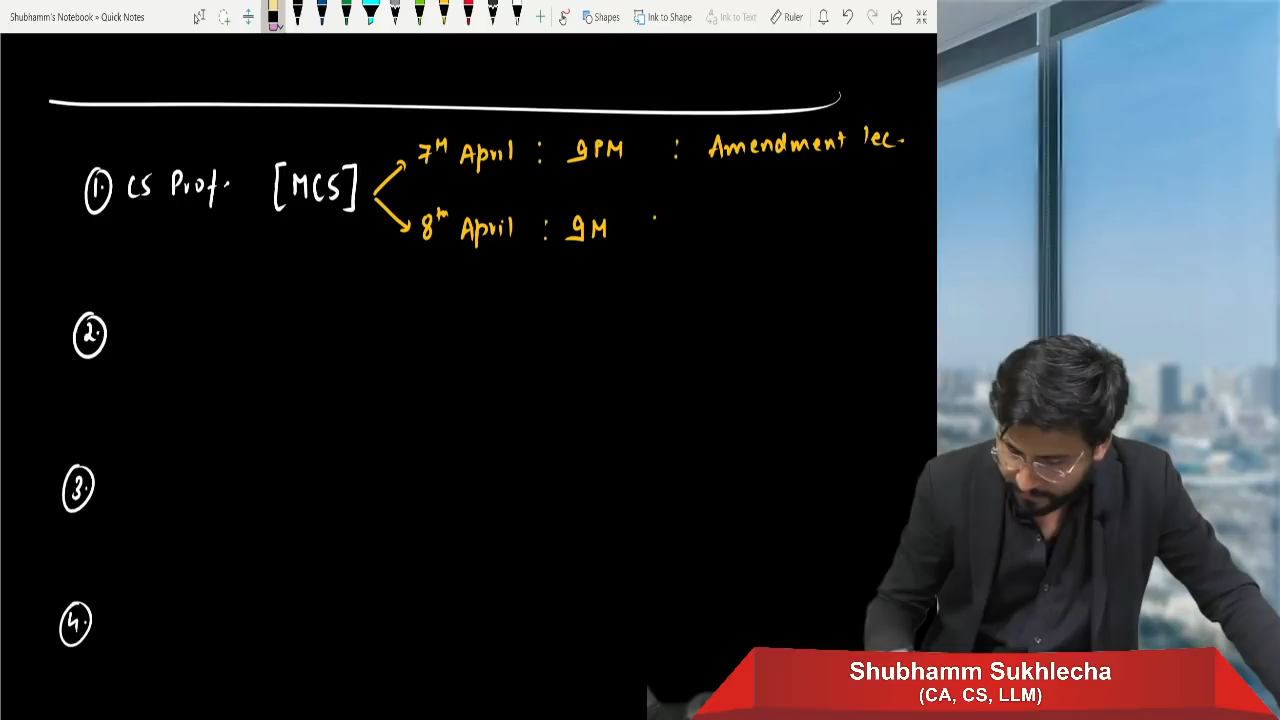 Shubhamm's Notebook » Quick Notes
Shapes
Ink to Shape
Ink to Text
Ruler
7th April : 9PM : Amendment lec.
1. CS Prof. [MCS]
8th April : 9M :
2.
3.
4.
Shubhamm Sukhlecha
(CA, CS, LLM)